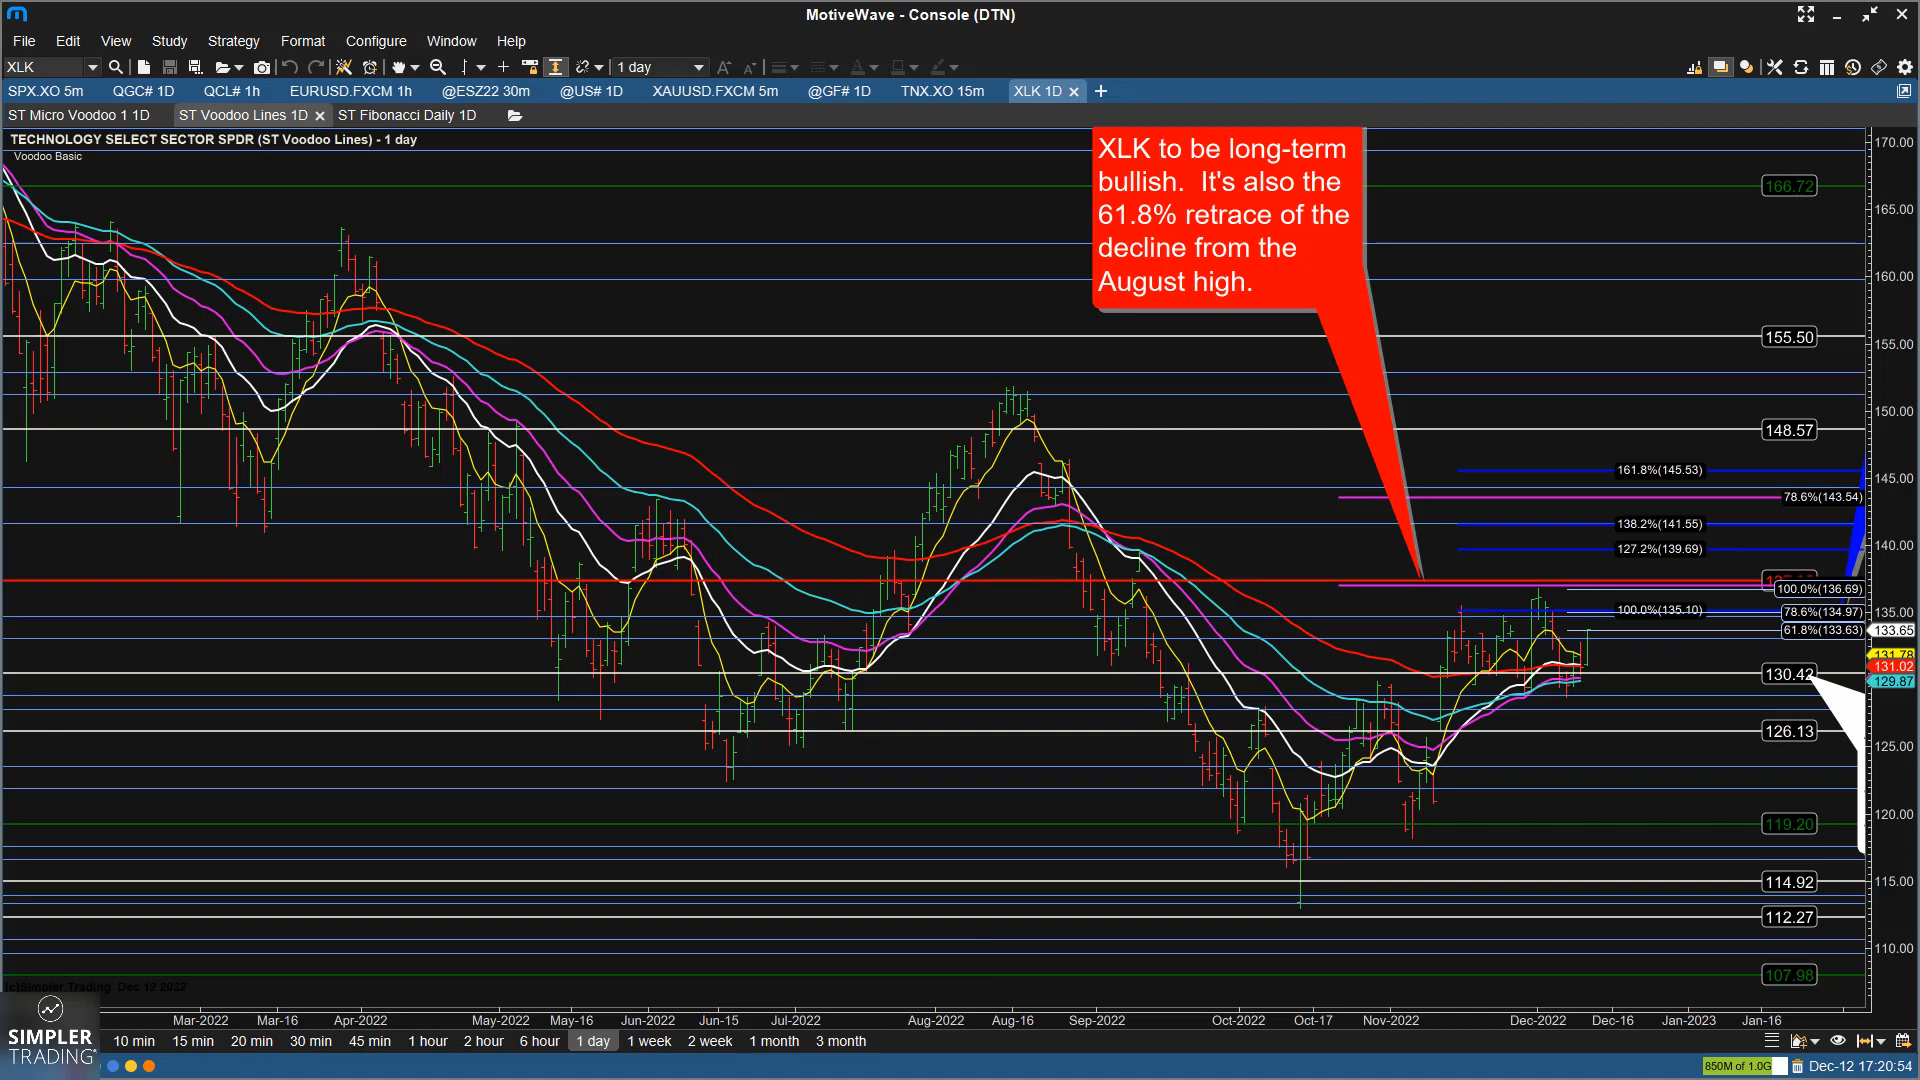 MotiveWave - Console (DTN)
File Edit View Study Strategy Format Configure Window Help
XLK 1 day
SPX.XO 5m QGC# 1D QCL# 1h EURUSD.FXCM 1h @ESZ22 30m @US# 1D XAUUSD.FXCM 5m @GF# 1D TNX.XO 15m XLK 1D
ST Micro Voodoo 1 1D ST Voodoo Lines 1D ST Fibonacci Daily 1D
TECHNOLOGY SELECT SECTOR SPDR (ST Voodoo Lines) - 1 day
Voodoo Basic
XLK to be long-term
bullish. It's also the
61.8% retrace of the
decline from the
August high.
170.00
166.72
165.00
160.00
155.50
155.00
150.00
148.57
145.00
161.8%(145.53)
78.6%(143.54)
138.2%(141.55)
140.00
127.2%(139.69)
100.0%(136.69)
100.0%(135.10)
78.6%(134.97)
135.00
61.8%(133.63)
133.65
131.78
131.02
130.42
129.87
126.13
125.00
119.20
120.00
114.92
115.00
112.27
110.00
107.98
(c)Simpler Trading Dec 12 2022
Mar-2022 Mar-16 Apr-2022 May-2022 May-16 Jun-2022 Jun-15 Jul-2022 Aug-2022 Aug-16 Sep-2022 Oct-2022 Oct-17 Nov-2022 Dec-2022 Dec-16 Jan-2023 Jan-16
SIMPLER
TRADING
10 min 15 min 20 min 30 min 45 min 1 hour 2 hour 6 hour 1 day 1 week 2 week 1 month 3 month
850M of 1.0G Dec-12 17:20:54